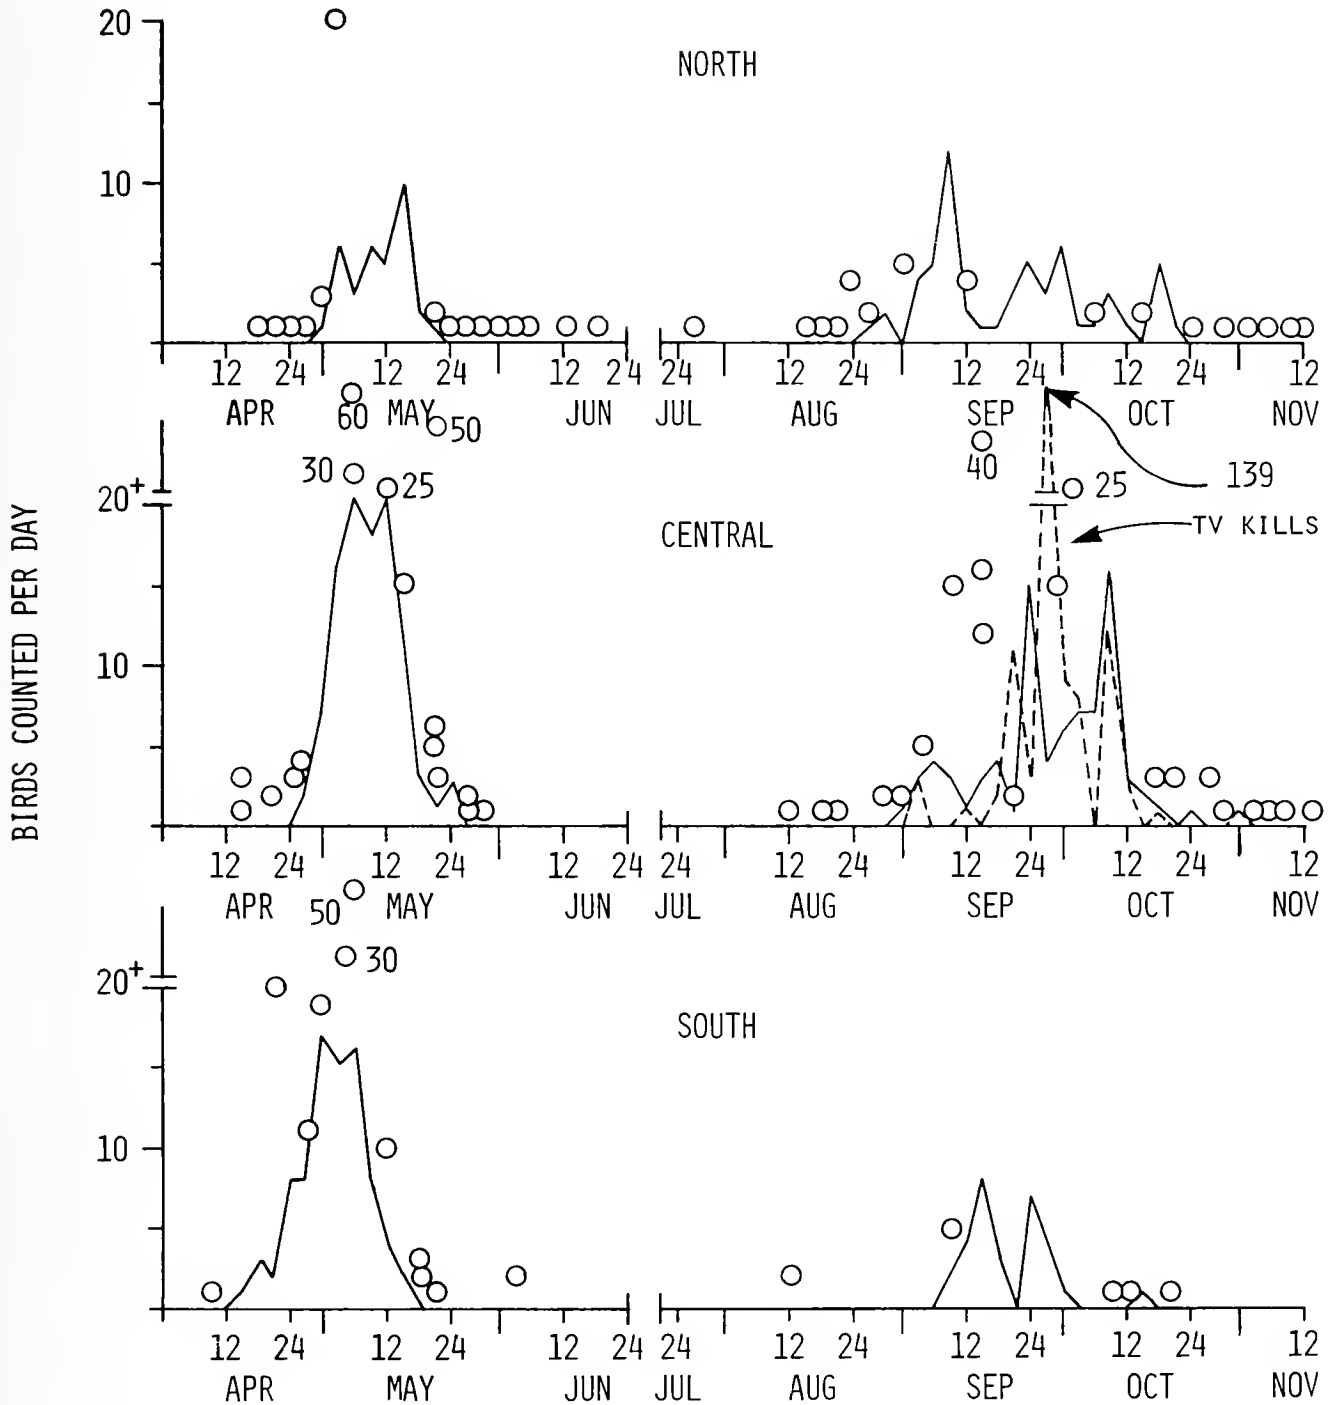 BIRDS COUNTED PER DAY
20
NORTH
10
12 24 12 24 12 24 24 12 24 12 24 12 24 12
APR MAY JUN JUL AUG SEP OCT NOV
60
50
40
30
25
139
20+
25
TV KILLS
CENTRAL
10
12 24 12 24 12 24 24 12 24 12 24 12 24 12
APR MAY JUN JUL AUG SEP OCT NOV
50
30
20+
SOUTH
10
12 24 12 24 12 24 24 12 24 12 24 12 24 12
APR MAY JUN JUL AUG SEP OCT NOV